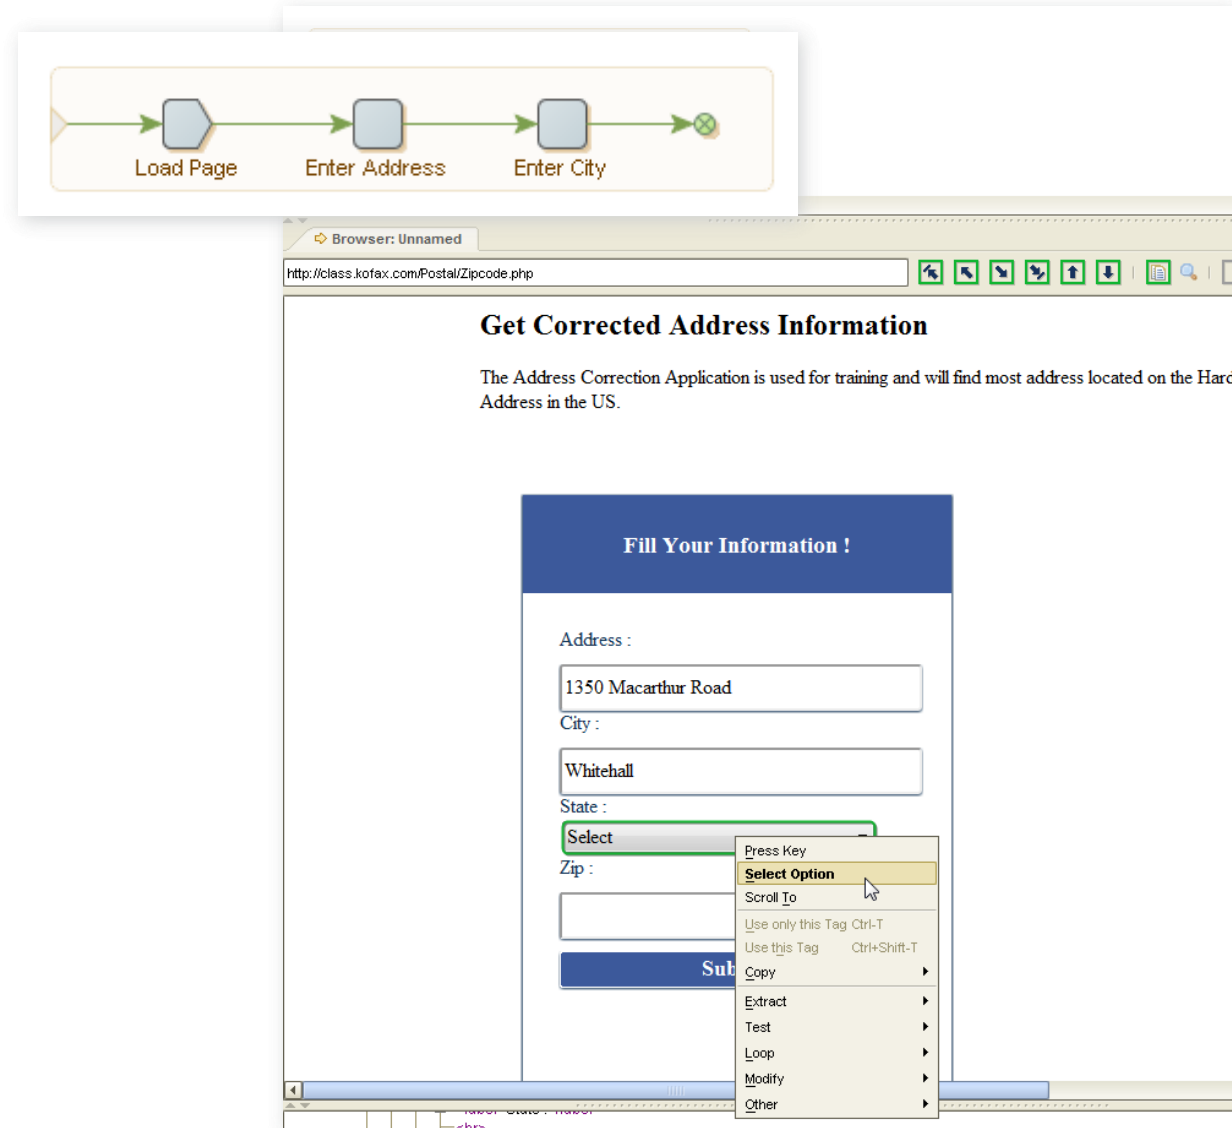 Load Page
Enter Address
Enter City
Browser: Unnamed
http://class.kofax.com/Postal/Zipcode.php
Get Corrected Address Information
The Address Correction Application is used for training and will find most address located on the Hard
Address in the US.
Fill Your Information !
Address :
1350 Macarthur Road
City :
Whitehall
State :
Select
Zip :
Sub
Press Key
Select Option
Scroll To
Use only this Tag Ctrl-T
Use this Tag Ctrl+Shift-T
Copy
Extract
Test
Loop
Modify
Other
<br>